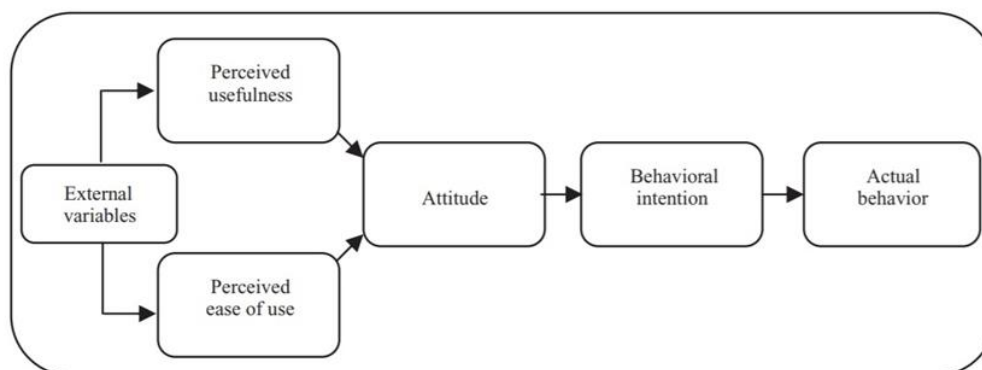 Perceived
usefulness
External
variables
Attitude
Behavioral
intention
Actual
behavior
Perceived
ease of use